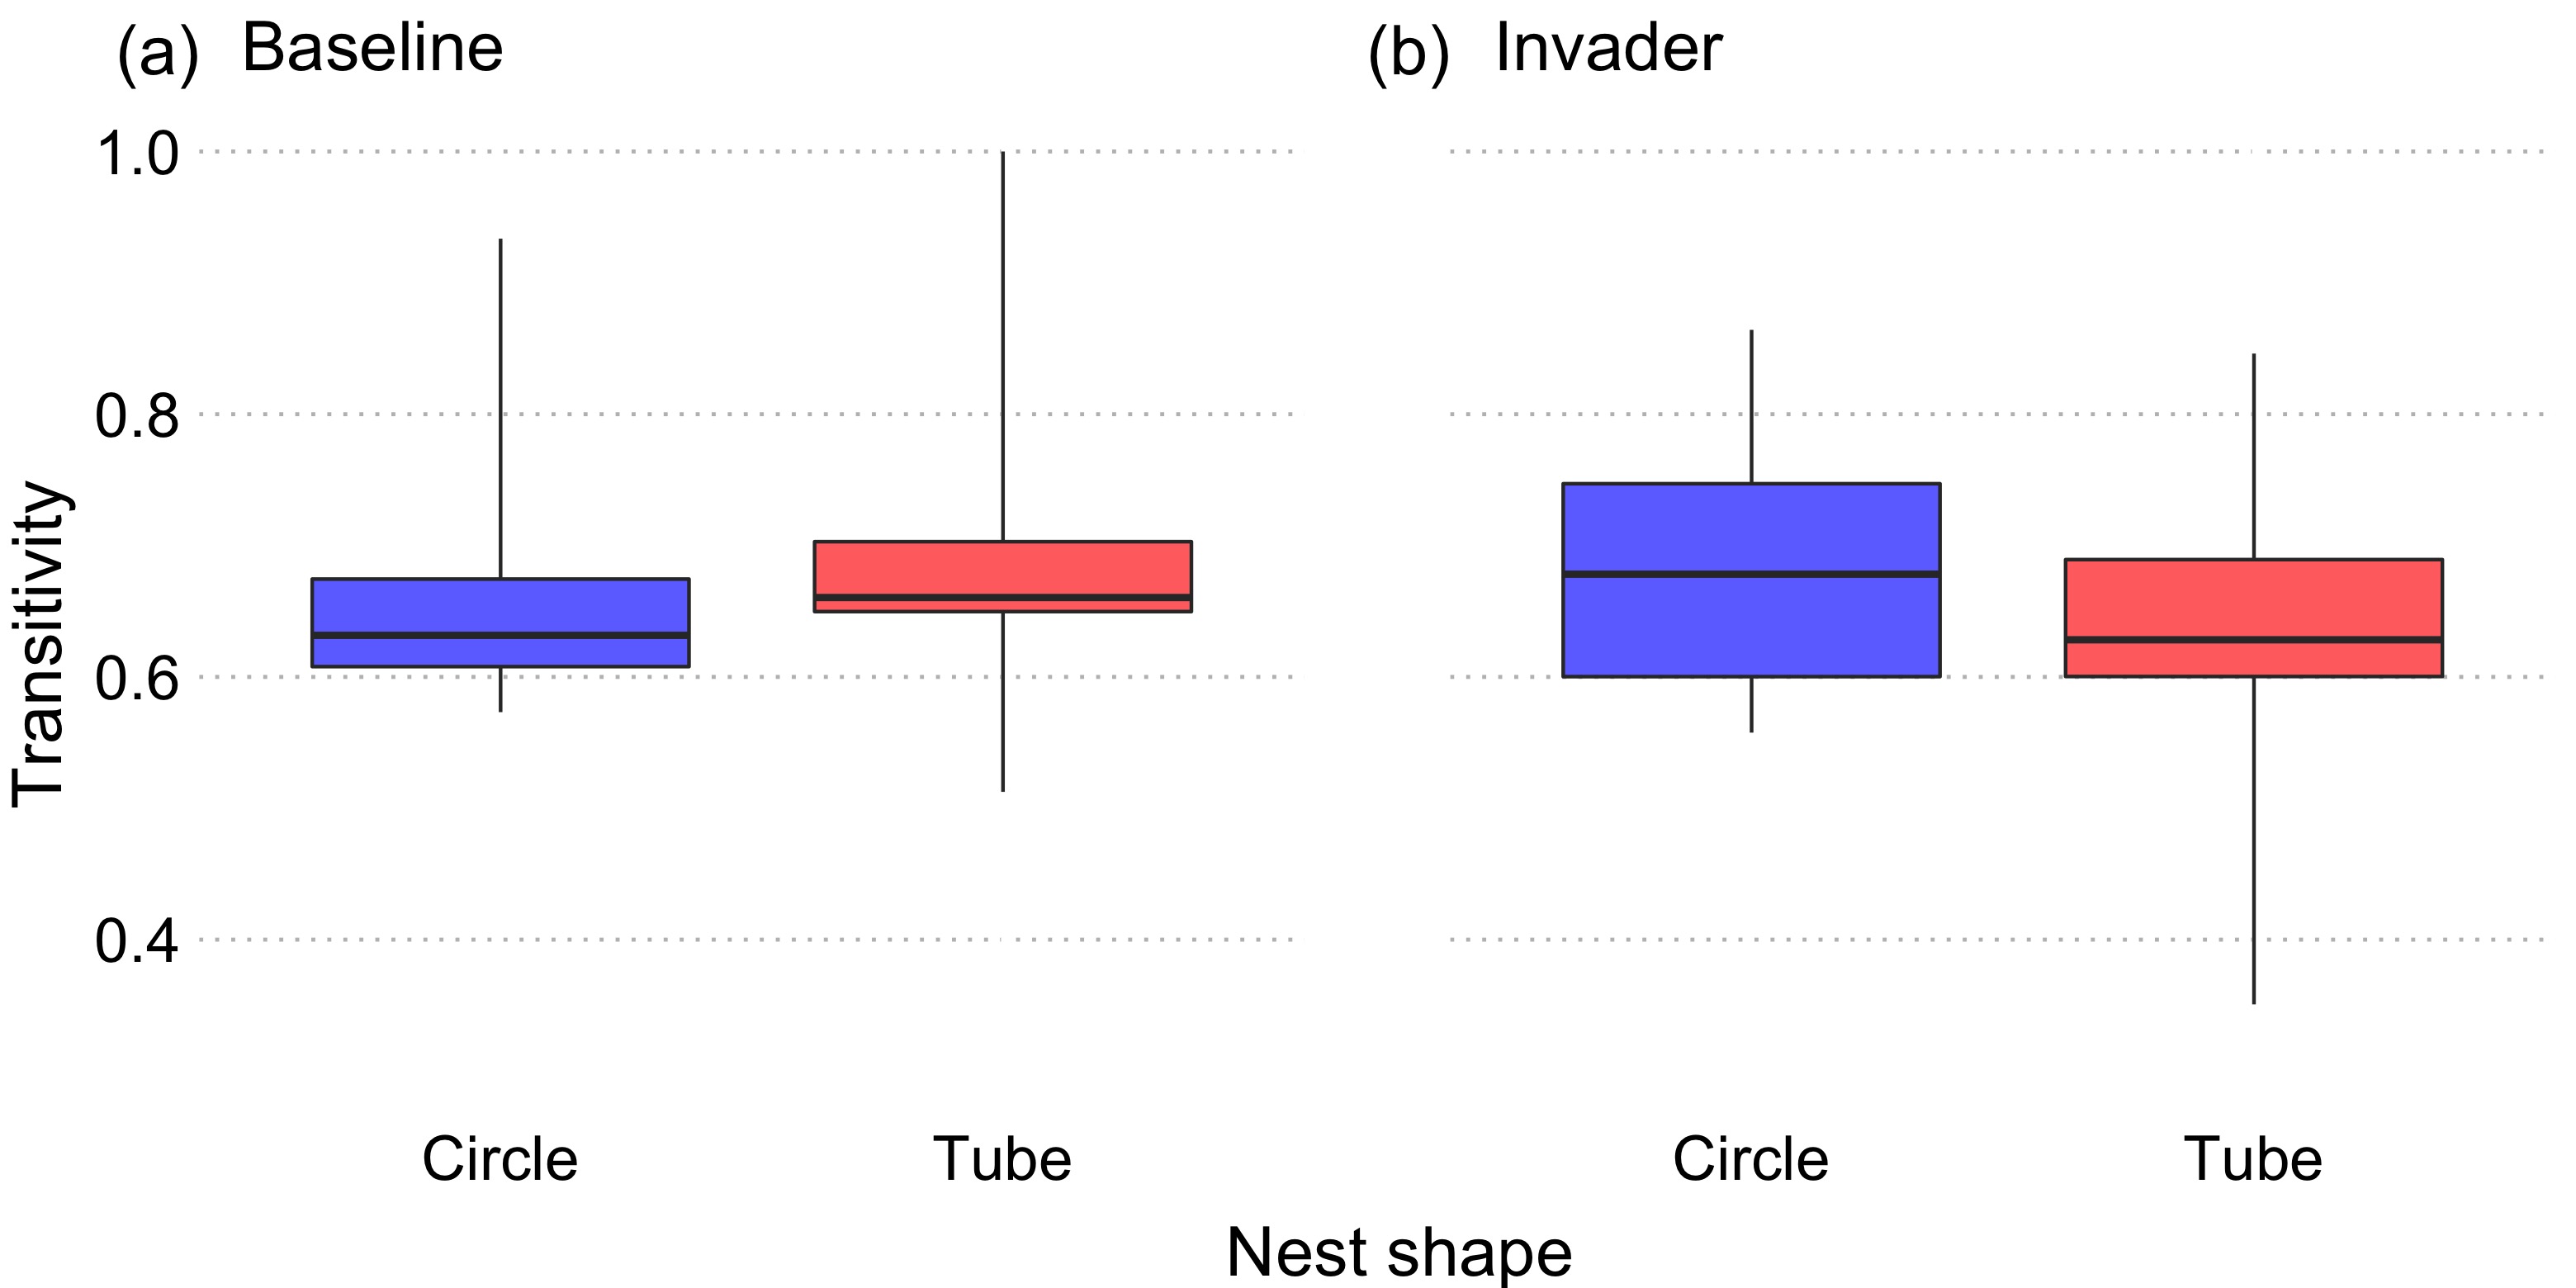 (a) Baseline
(b) Invader
Transitivity
1.0
0.8
0.6
0.4
Circle
Tube
Circle
Tube
Nest shape